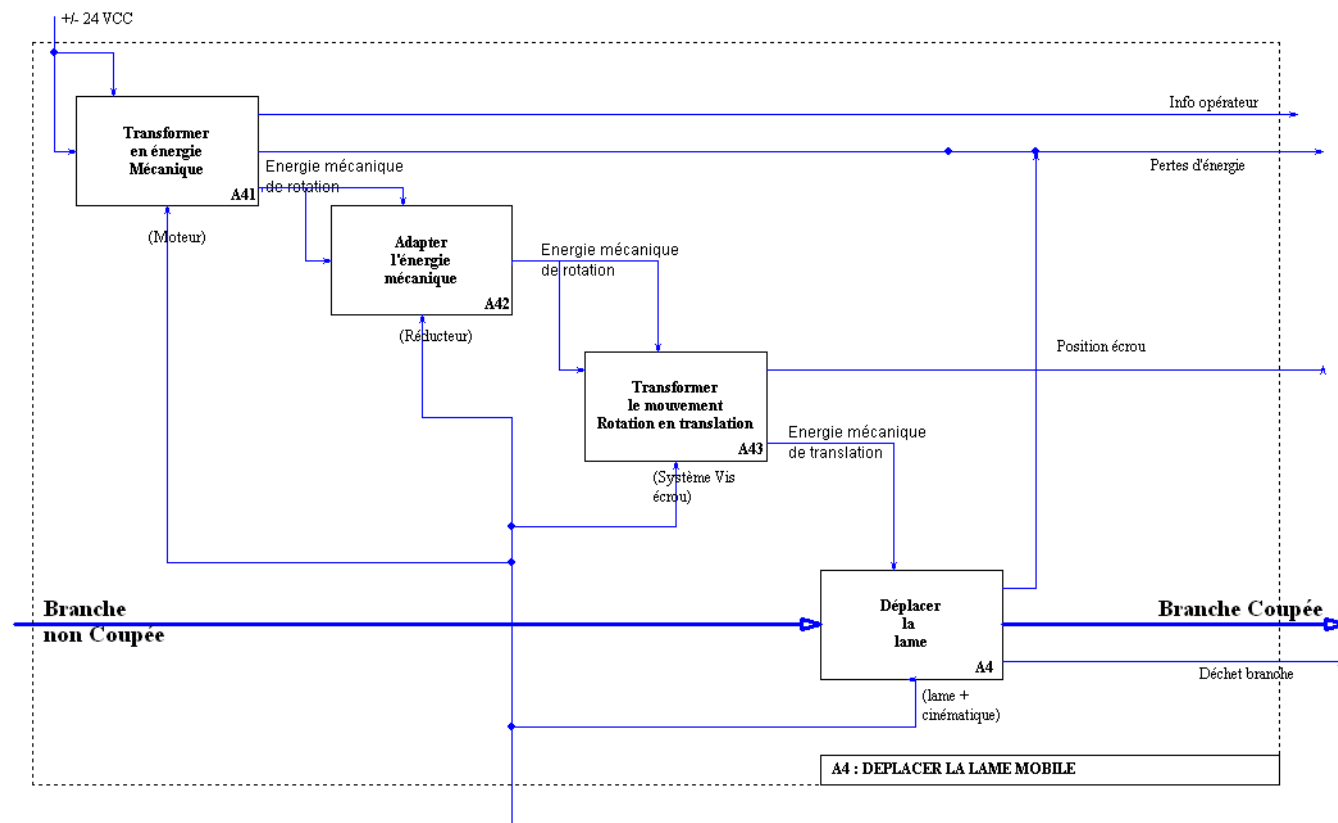 +/- 24 VCC
Info opérateur
Transformer
en énergie
Mécanique
A41
Pertes d'énergie
Energie mécanique
de rotation
(Moteur)
Adapter
l'énergie
mécanique
A42
Energie mécanique
de rotation
(Réducteur)
Position écrou
Transformer
le mouvement
Rotation en translation
A43
Energie mécanique
de translation
(Système Vis
écrou)
Branche
non Coupée
Déplacer
la
lame
A4
Branche Coupée
Déchet branche
(lame +
cinématique)
A4 : DEPLACER LA LAME MOBILE